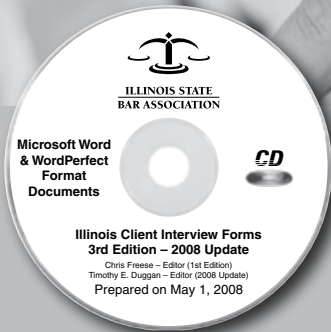 ILLINOIS STATE
BAR ASSOCIATION
Microsoft Word
& WordPerfect
Format
Documents
CD
Illinois Client Interview Forms
3rd Edition – 2008 Update
Chris Freese – Editor (1st Edition)
Timothy E. Duggan – Editor (2008 Update)
Prepared on May 1, 2008